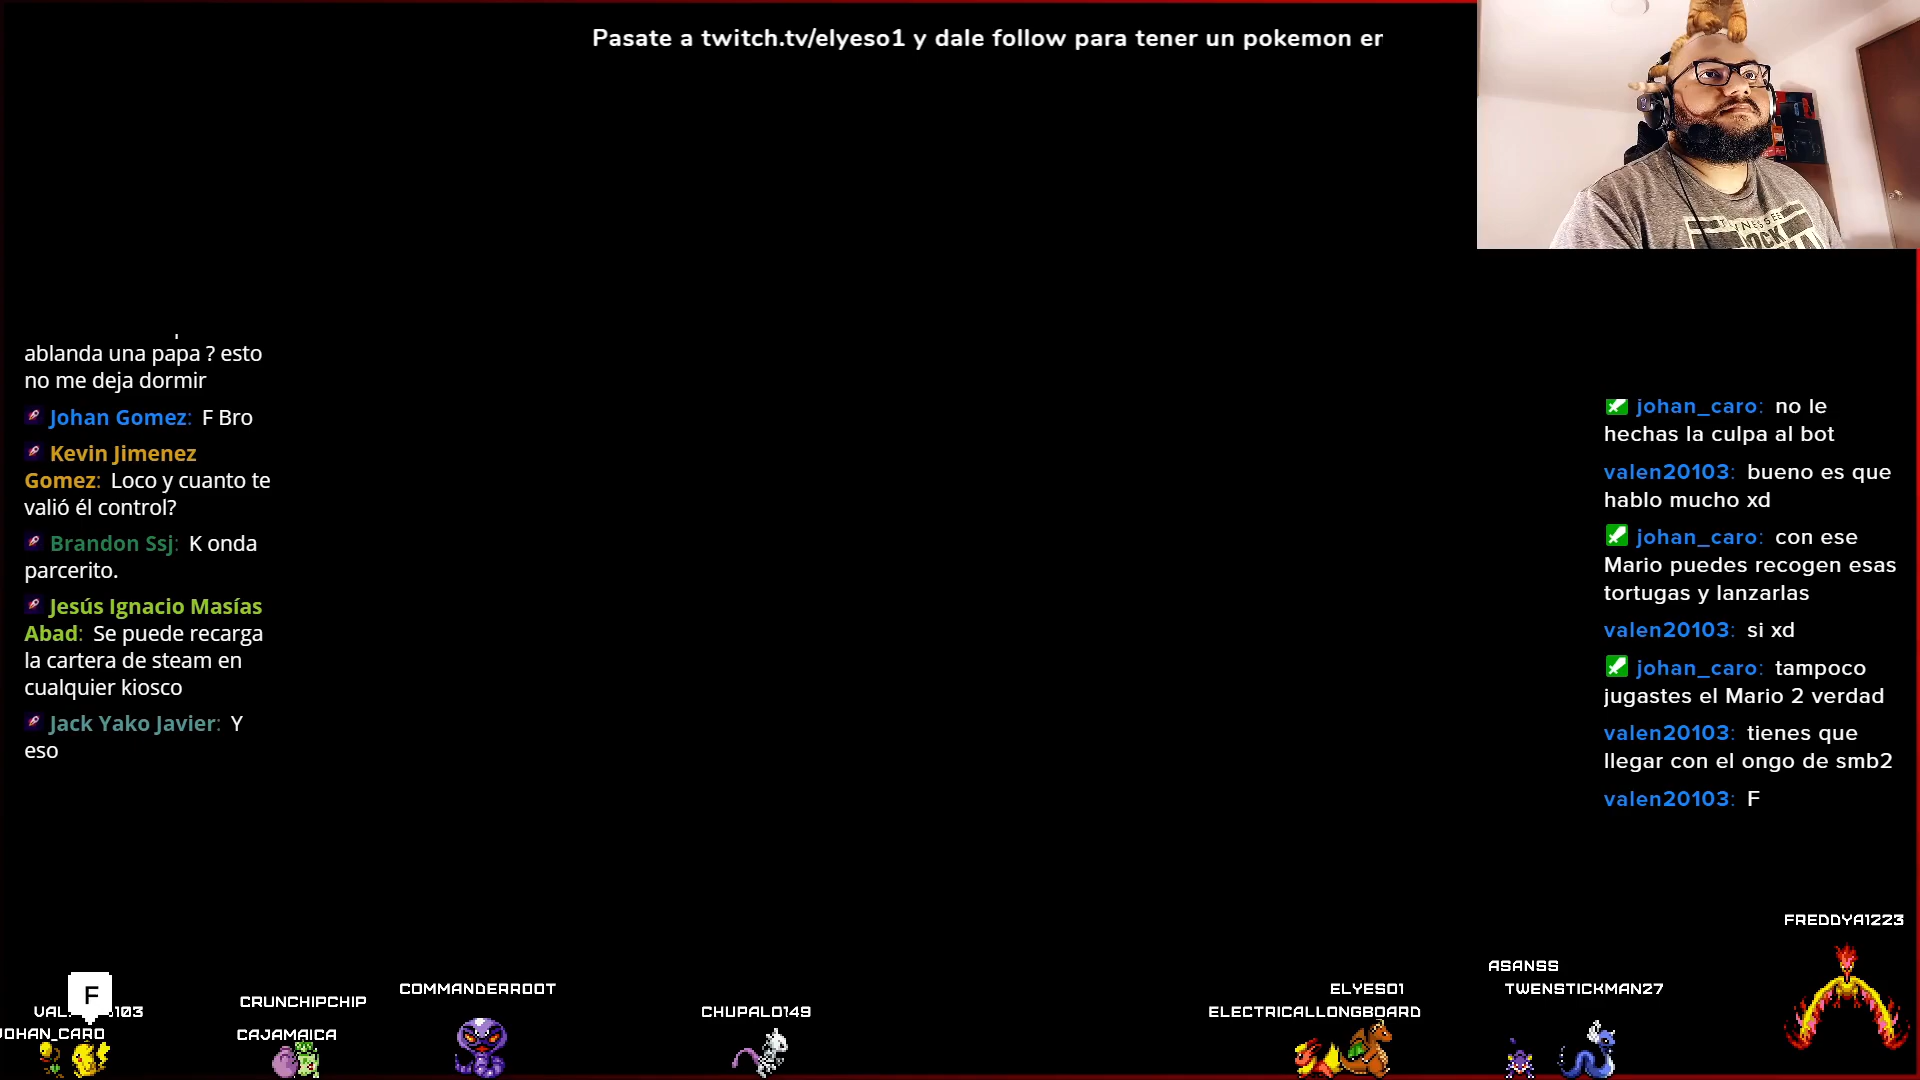 Pasate a twitch.tv/elyeso1 y dale follow para tener un pokemon er
ablanda una papa ? esto
no me deja dormir
Johan Gomez: F Bro
Kevin Jimenez
Gomez: Loco y cuanto te
valió él control?
Brandon Ssj: K onda
parcerito.
Jesús Ignacio Masías
Abad: Se puede recarga
la cartera de steam en
cualquier kiosco
Jack Yako Javier: Y
eso
johan_caro: no le
hechas la culpa al bot
valen20103: bueno es que
hablo mucho xd
johan_caro: con ese
Mario puedes recogen esas
tortugas y lanzarlas
valen20103: si xd
johan_caro: tampoco
jugastes el Mario 2 verdad
valen20103: tienes que
llegar con el ongo de smb2
valen20103: F
FREDDYA1223
ASANSS
TWENSTICKMAN27
ELYESO1
ELECTRICALLONGBOARD
CHUPALO149
COMMANDERROOT
CRUNCHIPCHIP
CAJAMAICA
F
JOHAN_CARO